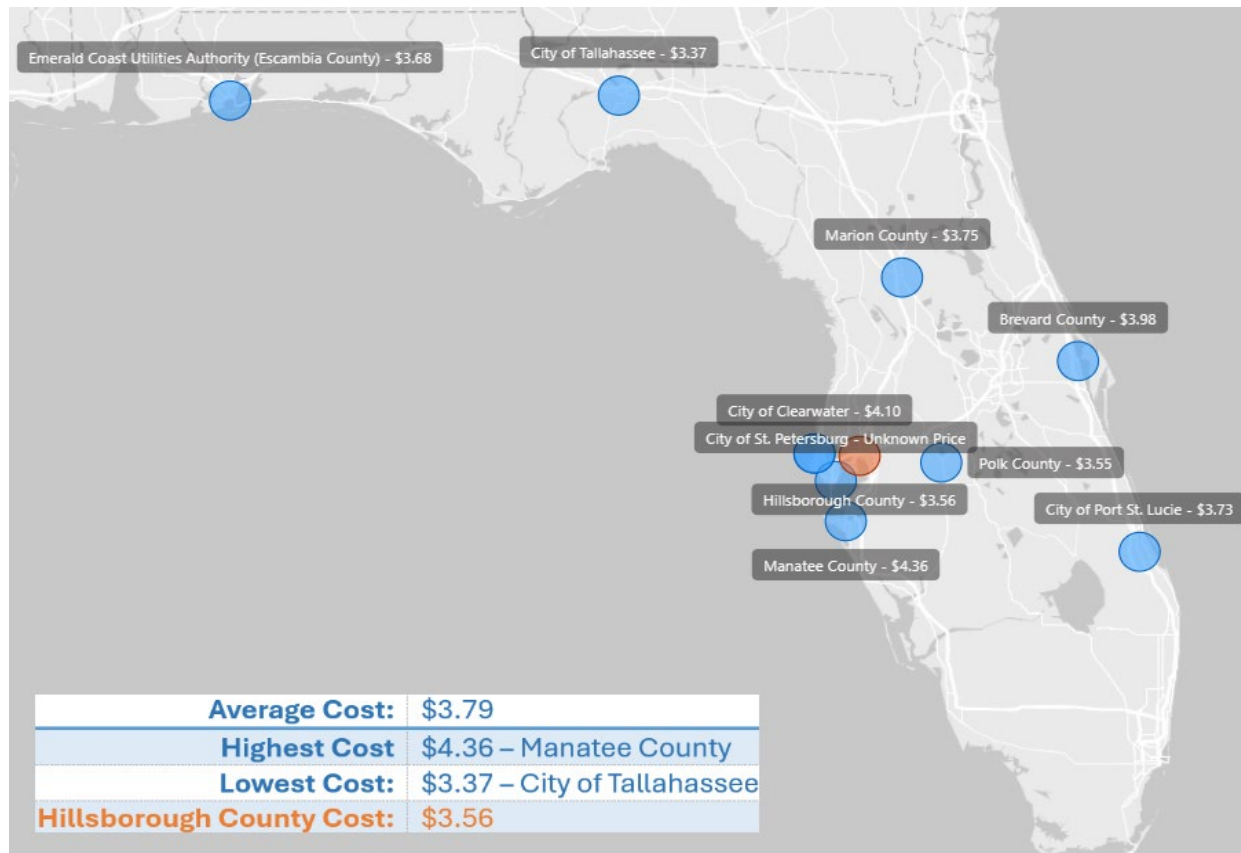 Emerald Coast Utilities Authority (Escambia County) - $3.68
City of Tallahassee - $3.37
Marion County - $3.75
Brevard County - $3.98
City of Clearwater - $4.10
City of St. Petersburg - Unknown Price
Polk County - $3.55
Hillsborough County - $3.56
City of Port St. Lucie - $3.73
Manatee County - $4.36
Average Cost: $3.79
Highest Cost $4.36 – Manatee County
Lowest Cost: $3.37 – City of Tallahassee
Hillsborough County Cost: $3.56